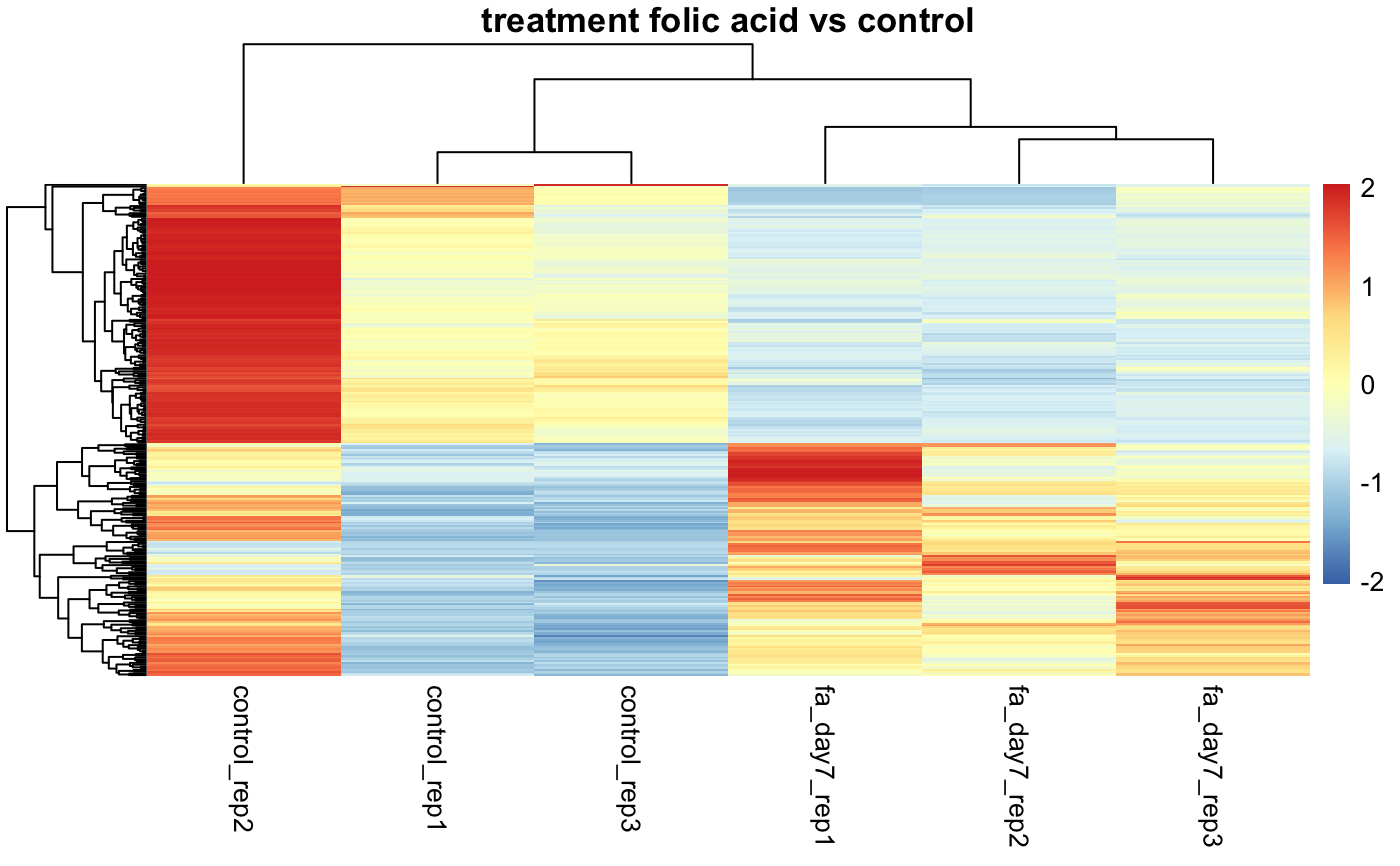 treatment folic acid vs control
2
1
0
-1
-2
control_rep2
control_rep1
control_rep3
fa_day7_rep1
fa_day7_rep2
fa_day7_rep3